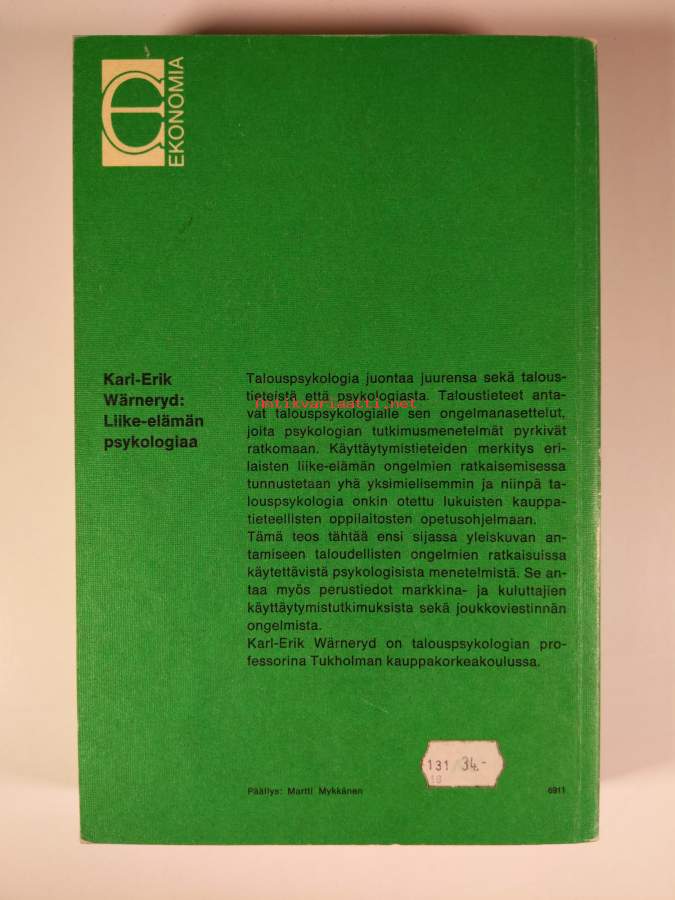 EKONOMIA
Karl-Erik
Wärneryd:
Liike-elämän
psykologiaa
Talouspsykologia juontaa juurensa sekä talous-
tieteistä että psykologiasta. Taloustieteet anta-
vat talouspsykologialle sen ongelmanasettelut,
joita psykologian tutkimusmenetelmät pyrkivät
ratkomaan. Käyttäytymistieteiden merkitys eri-
laisten liike-elämän ongelmien ratkaisemisessa
tunnustetaan yhä yksimielisemmin ja niinpä ta-
louspsykologia onkin otettu lukuisten kauppa-
tieteellisten oppilaitosten opetusohjelmaan.
Tämä teos tähtää ensi sijassa yleiskuvan an-
tamiseen taloudellisten ongelmien ratkaisuissa
käytettävistä psykologisista menetelmistä. Se an-
taa myös perustiedot markkina- ja kuluttajien
käyttäytymistutkimuksista sekä joukkoviestinnän
ongelmista.
Karl-Erik Wärneryd on talouspsykologian pro-
fessorina Tukholman kauppakorkeakoulussa.
antikvariaatti.net
131 34.-
Päällys: Martti Mykkänen
6911